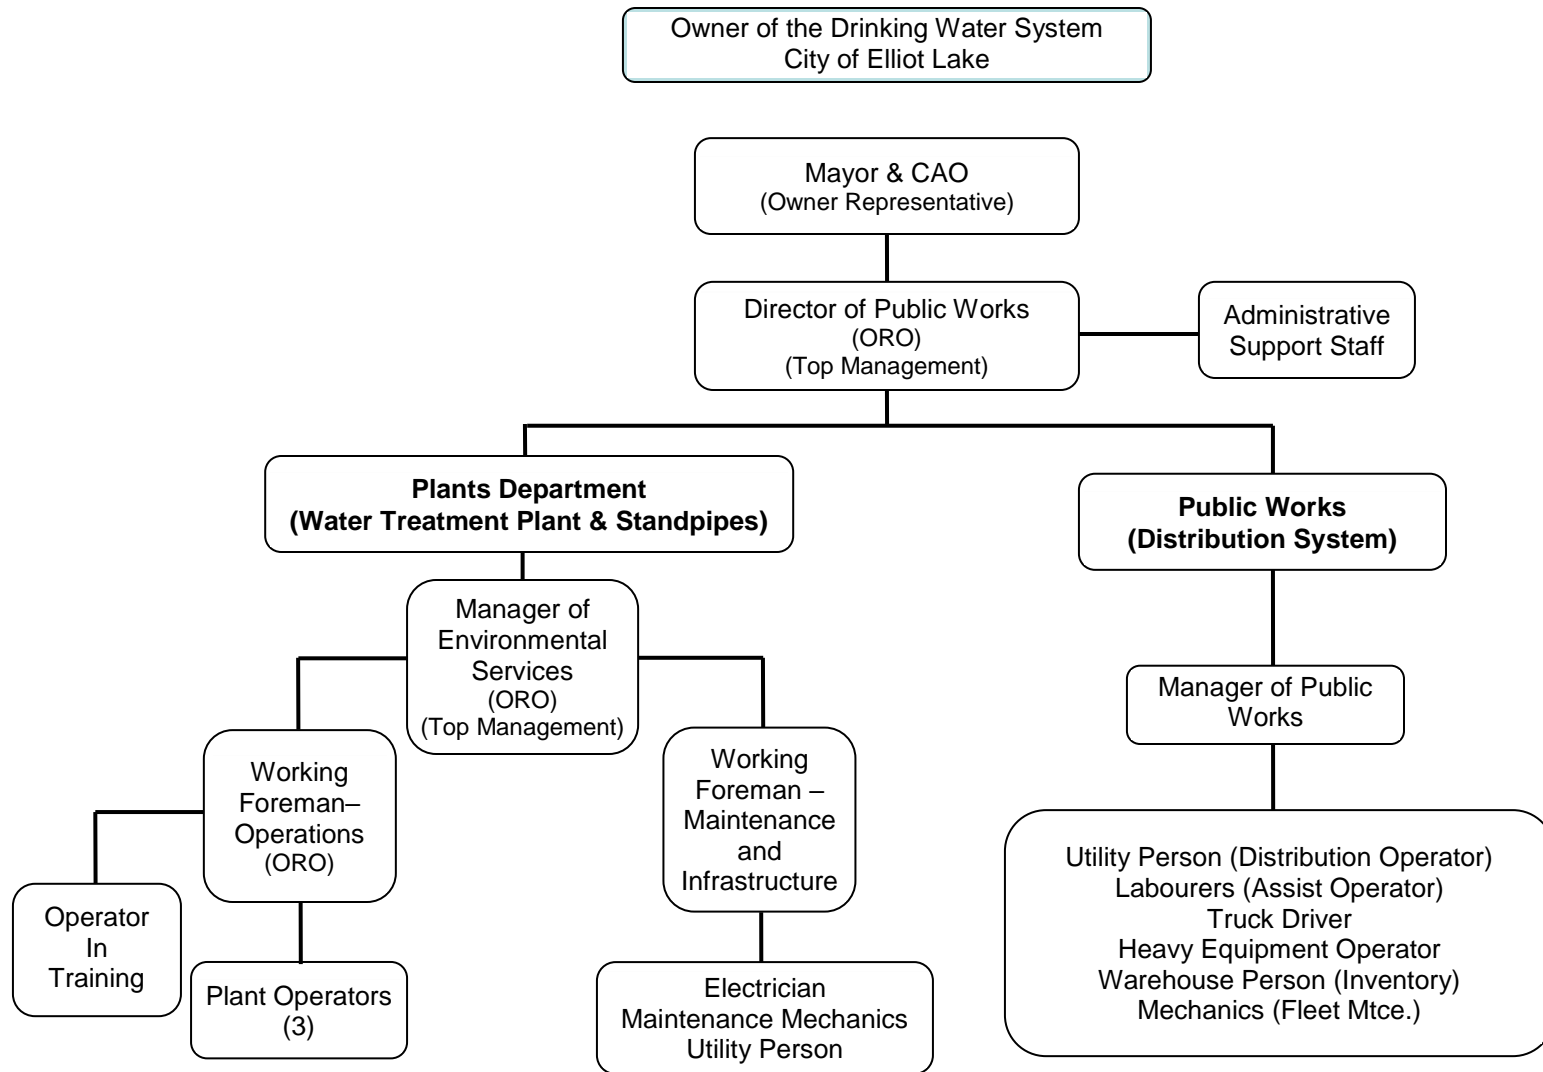 Owner of the Drinking Water System
City of Elliot Lake
Mayor & CAO
(Owner Representative)
Director of Public Works
(ORO)
(Top Management)
Administrative
Support Staff
Plants Department
(Water Treatment Plant & Standpipes)
Public Works
(Distribution System)
Manager of
Environmental
Services
(ORO)
(Top Management)
Manager of Public
Works
Working
Foreman–
Operations
(ORO)
Working
Foreman –
Maintenance
and
Infrastructure
Operator
In
Training
Plant Operators
(3)
Electrician
Maintenance Mechanics
Utility Person
Utility Person (Distribution Operator)
Labourers (Assist Operator)
Truck Driver
Heavy Equipment Operator
Warehouse Person (Inventory)
Mechanics (Fleet Mtce.)